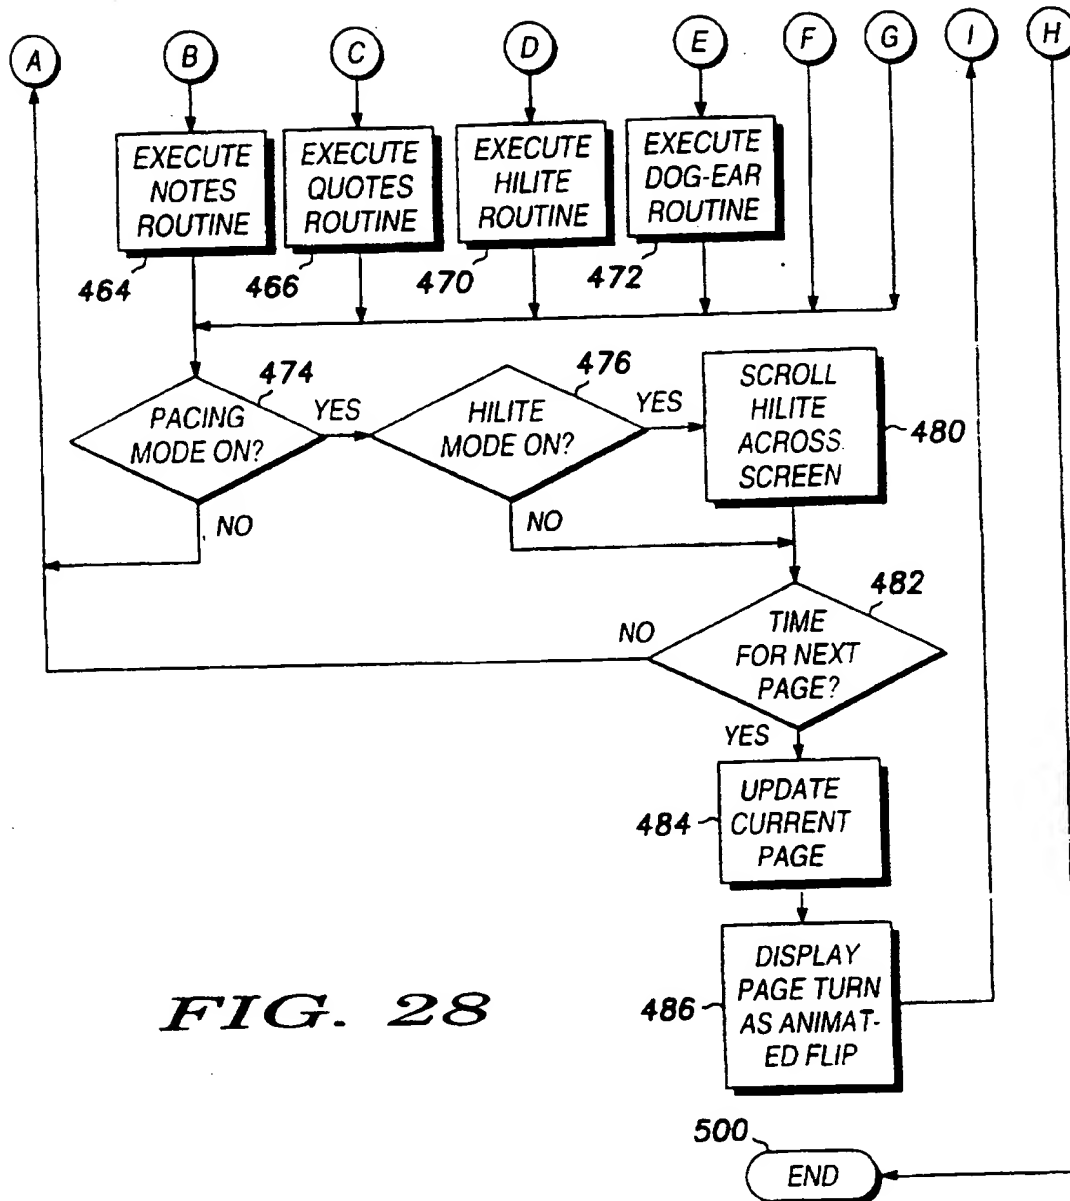 A
B
C
D
E
F
G
I
H
EXECUTE
NOTES
ROUTINE
464
EXECUTE
QUOTES
ROUTINE
466
EXECUTE
HILITE
ROUTINE
470
EXECUTE
DOG-EAR
ROUTINE
472
PACING
MODE ON?
474
YES
NO
HILITE
MODE ON?
476
YES
NO
SCROLL
HILITE
ACROSS
SCREEN
480
TIME
FOR NEXT
PAGE?
482
NO
YES
UPDATE
CURRENT
PAGE
484
DISPLAY
PAGE TURN
AS ANIMAT-
ED FLIP
486
FIG. 28
500
END